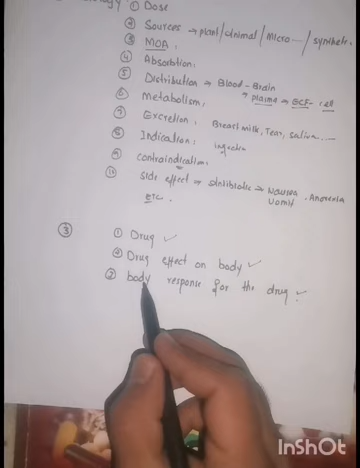 ① Dose
② Sources → plant / animal / micro- / synthetic
③ MOA.
④ Absorption:
⑤ Distribution → Blood - Brain
→ plasma → ECF - cell
⑥ Metabolism,
⑦ Excretion, Breast milk, Tear, saliva ....
⑧ Indication:
⑨ contraindication,
⑩ Side effect → Antibiotic → Nausea - Anorexia
Vomit
etc.
③
① Drug ✓
② Drug effect on body ✓
③ body response for the drug ✓
InShOt